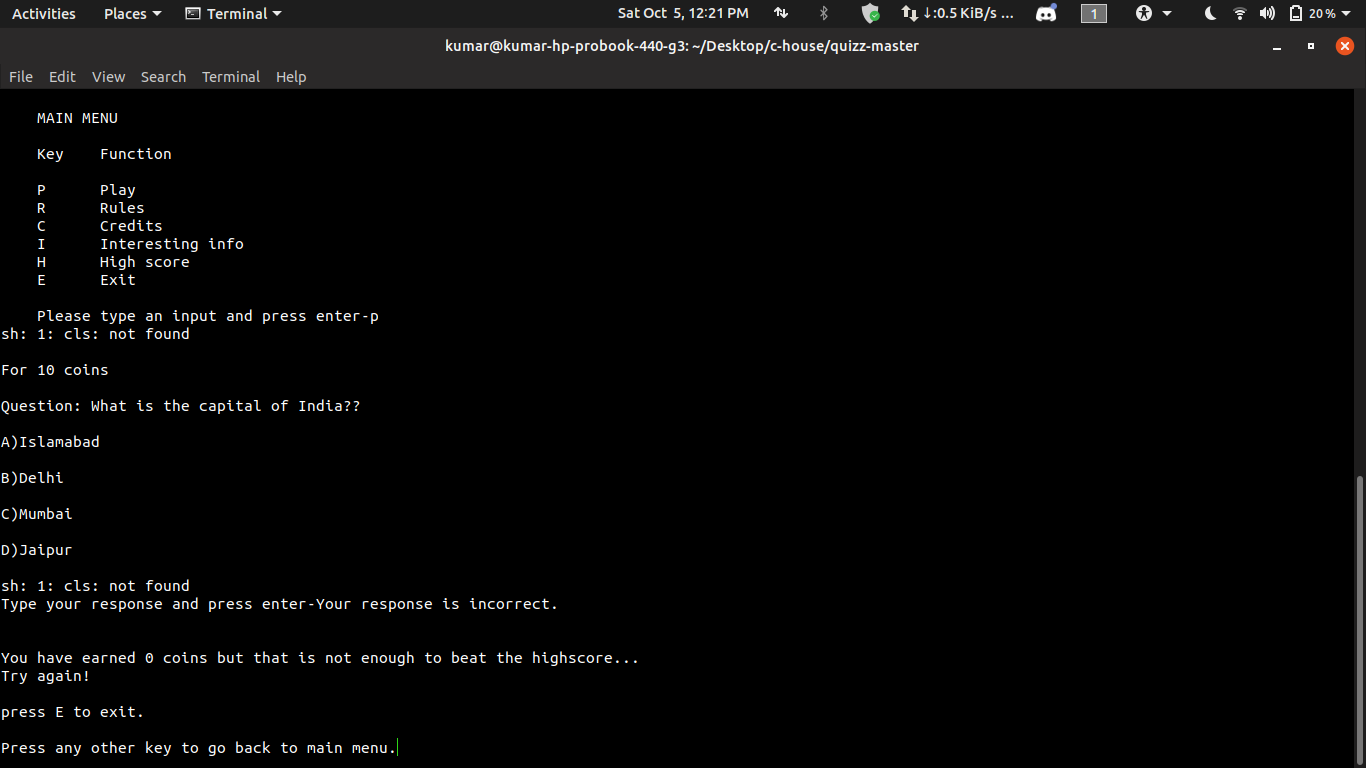 Activities Places Terminal Sat Oct 5, 12:21 PM ↓:0.5 KiB/s ... 1 20 %
kumar@kumar-hp-probook-440-g3: ~/Desktop/c-house/quizz-master
File Edit View Search Terminal Help
MAIN MENU
Key Function
P Play
R Rules
C Credits
I Interesting info
H High score
E Exit
Please type an input and press enter-p
sh: 1: cls: not found
For 10 coins
Question: What is the capital of India??
A)Islamabad
B)Delhi
C)Mumbai
D)Jaipur
sh: 1: cls: not found
Type your response and press enter-Your response is incorrect.
You have earned 0 coins but that is not enough to beat the highscore...
Try again!
press E to exit.
Press any other key to go back to main menu.